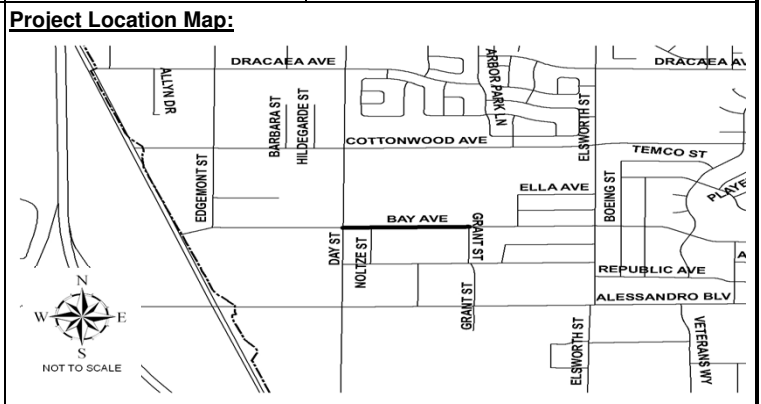 Project Location Map:
DRACAEA AVE
DRACAEA AV
ALLYN DR
BARBARA ST
HILDEGARDE ST
ARBOR PARK LN
ELSWORTH ST
COTTONWOOD AVE
TEMCO ST
EDGEMONT ST
ELLA AVE
BOEING ST
PLAYE
BAY AVE
GRANT ST
DAY ST
NOLTZE ST
REPUBLIC AVE
A
ALESSANDRO BLV
GRANT ST
ELSWORTH ST
VETERANS WY
N
W
E
S
NOT TO SCALE